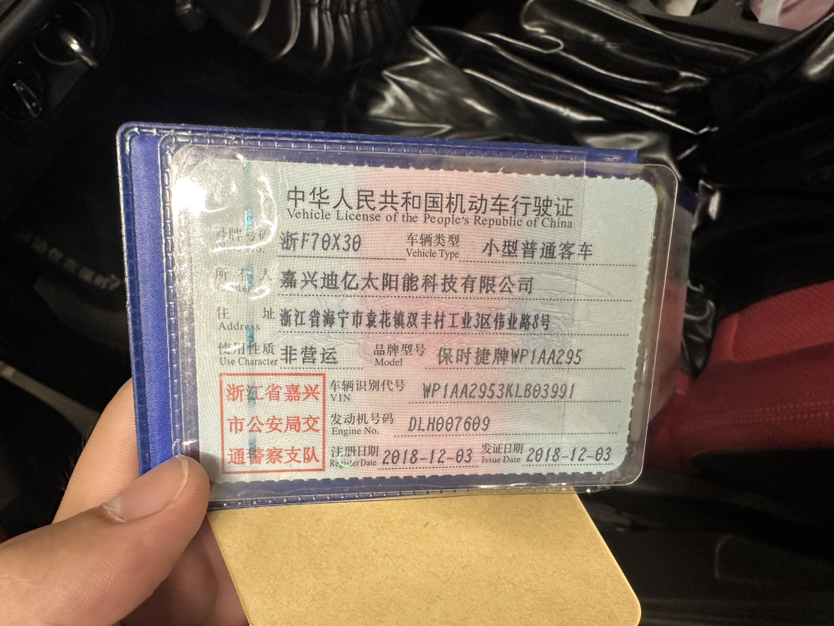 中华人民共和国机动车行驶证
Vehicle License of the People's Republic of China
号牌号码 浙F70X30 车辆类型 Vehicle Type 小型普通客车
所有人 嘉兴迪亿太阳能科技有限公司
住址 Address 浙江省海宁市袁花镇双丰村工业3区伟业路8号
使用性质 Use Character 非营运 品牌型号 Model 保时捷牌WP1AA295
浙江省嘉兴 车辆识别代号 VIN WP1AA2953KLB03991
市公安局交 发动机号码 Engine No. DLH007609
通警察支队 注册日期 Register Date 2018-12-03 发证日期 Issue Date 2018-12-03